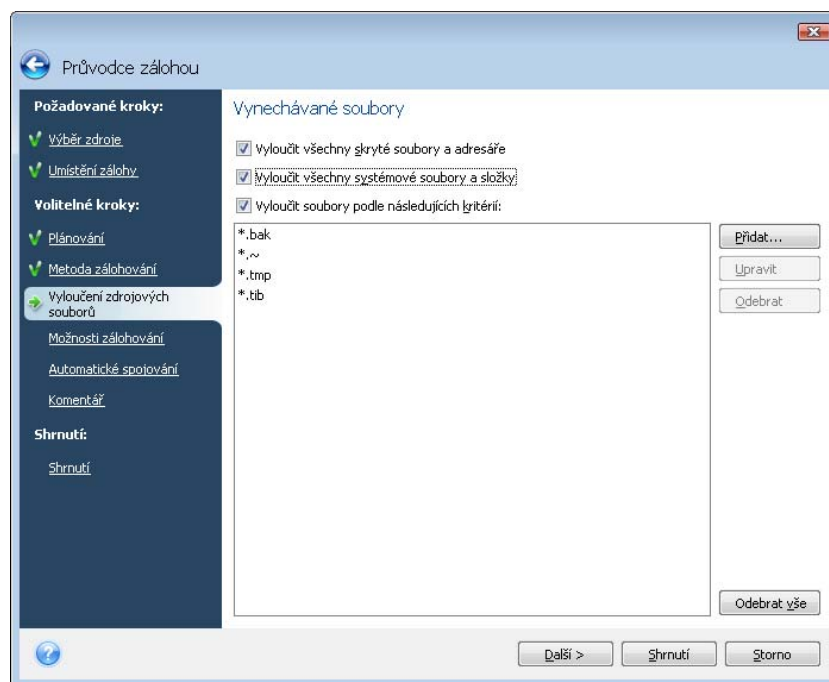 Průvodce zálohou
Požadované kroky:
Výběr zdroje
Umístění zálohy
Volitelné kroky:
Plánování
Metoda zálohování
Vyloučení zdrojových
souborů
Možnosti zálohování
Automatické spojování
Komentář
Shrnutí:
Shrnutí
Vynechávané soubory
Vyloučit všechny skryté soubory a adresáře
Vyloučit všechny systémové soubory a složky
Vyloučit soubory podle následujících kritérií:
*.bak
*.~
*.tmp
*.tib
Přidat...
Upravit
Odebrat
Odebrat vše
Další >
Shrnutí
Storno